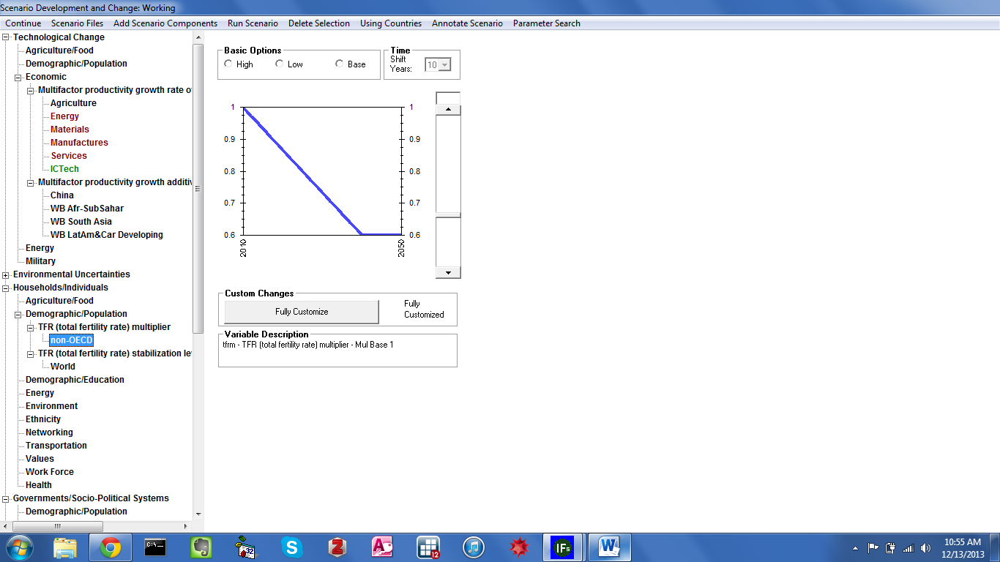 Scenario Development and Change: Working
Continue Scenario Files Add Scenario Components Run Scenario Delete Selection Using Countries Annotate Scenario Parameter Search
Technological Change
Agriculture/Food
Demographic/Population
Economic
Multifactor productivity growth rate o
Agriculture
Energy
Materials
Manufactures
Services
ICTech
Multifactor productivity growth additiv
China
WB Afr-SubSahar
WB South Asia
WB LatAm&Car Developing
Energy
Military
Environmental Uncertainties
Households/Individuals
Agriculture/Food
Demographic/Population
TFR (total fertility rate) multiplier
non-OECD
TFR (total fertility rate) stabilization le
World
Demographic/Education
Energy
Environment
Ethnicity
Networking
Transportation
Values
Work Force
Health
Governments/Socio-Political Systems
Demographic/Population
Basic Options
High Low Base
Time
Shift
Years: 10
1 1
0.9 0.9
0.8 0.8
0.7 0.7
0.6 0.6
2010 2050
Custom Changes
Fully Customize
Fully
Customized
Variable Description
tfrm - TFR (total fertility rate) multiplier - Mul Base 1
C:\
32
S
Z
A
12
IFs
W
10:55 AM
12/13/2013